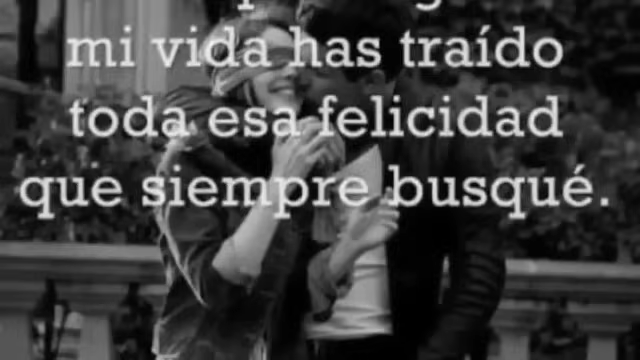 mi vida has traído
toda esa felicidad
que siempre busqué.